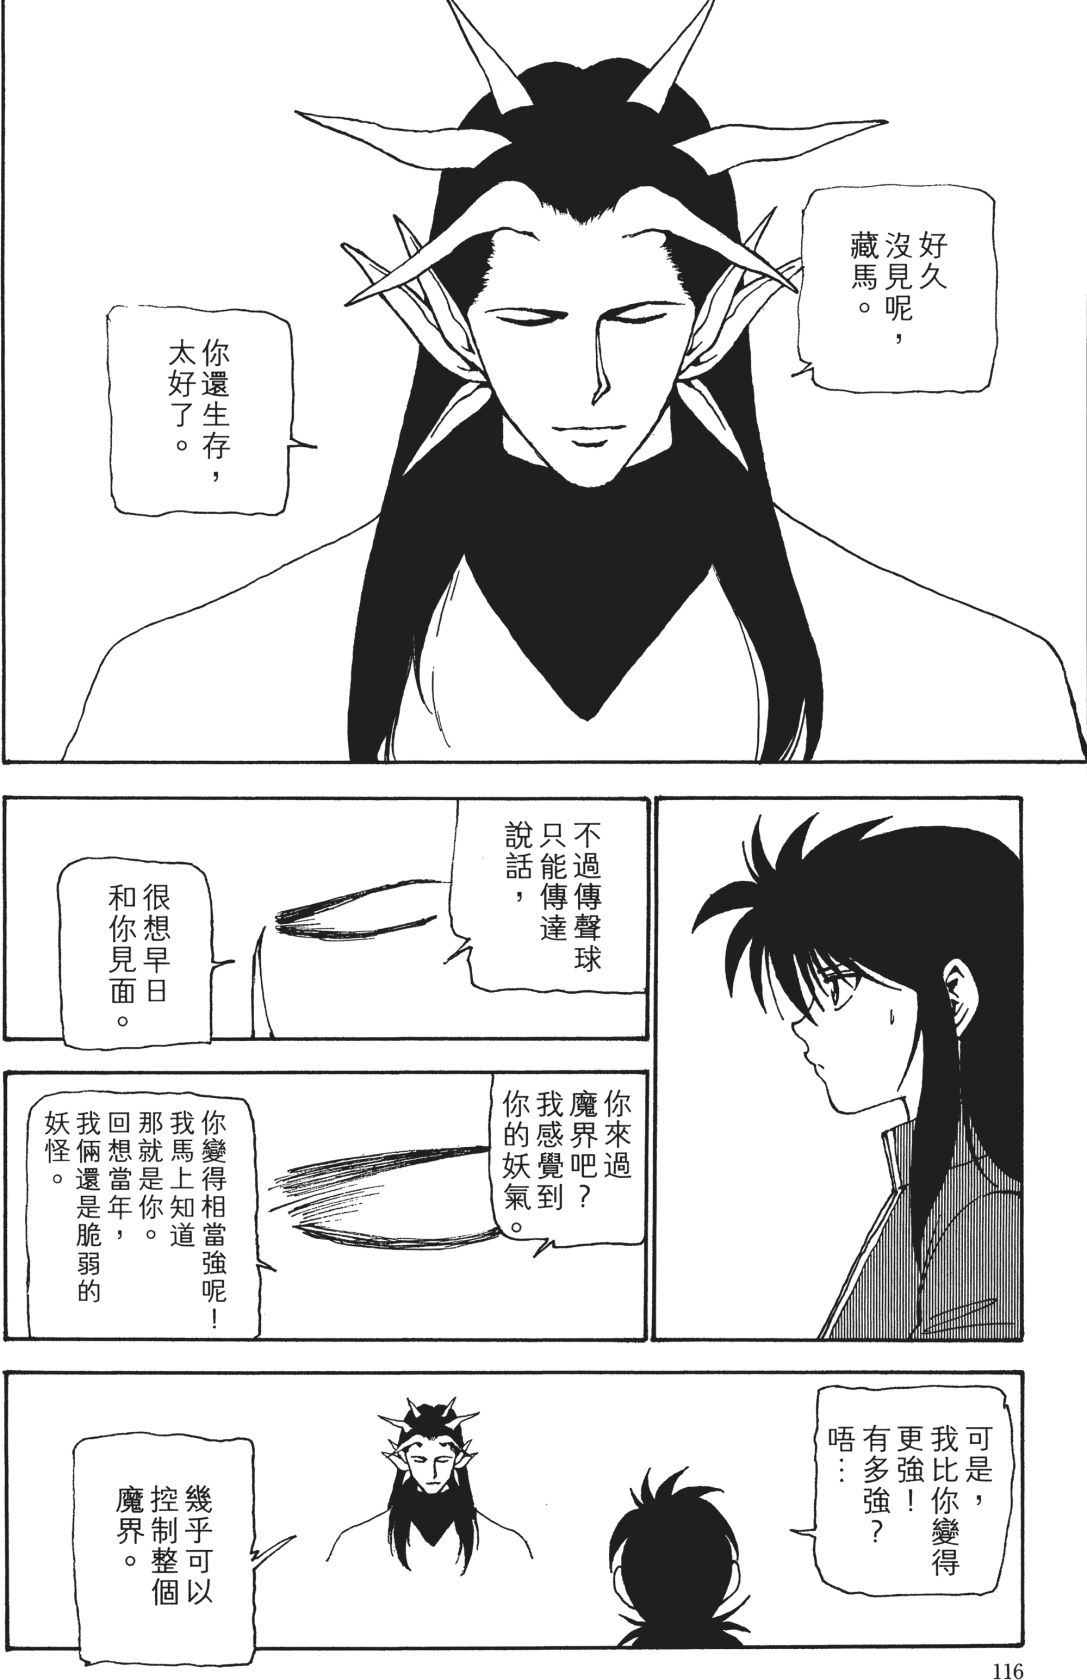 好久
沒見呢，
藏馬。
你還生存，
太好了。
不過傳聲球
只能傳達
說話，
很想早日
和你見面。
你來過
魔界吧？
我感覺到
你的妖氣。
你變得相當強呢！
我馬上知道
那就是你。
回想當年，
我倆還是脆弱的
妖怪。
可是，
我比你變得
更強！
有多強？
唔⋯
幾乎可以
控制整個
魔界。
116